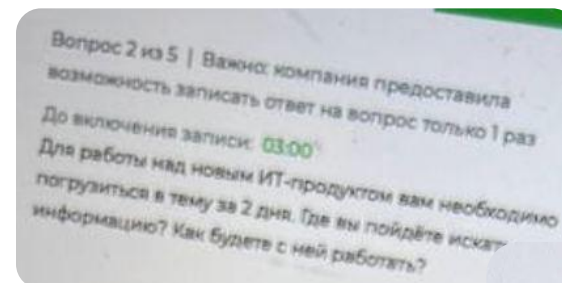 Вопрос 2 из 5 | Важно: компания предоставила
возможность записать ответ на вопрос только 1 раз
До включения записи: 03:00
Для работы над новым ИТ-продуктом вам необходимо
погрузиться в тему за 2 дня. Где вы пойдёте искать
информацию? Как будете с ней работать?